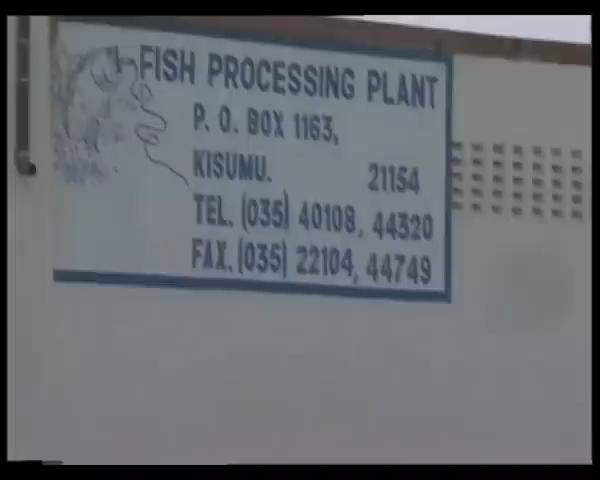 FISH PROCESSING PLANT
P. O. BOX 1163,
KISUMU. 21154
TEL. (035) 40108, 44320
FAX. (035) 22104, 44749